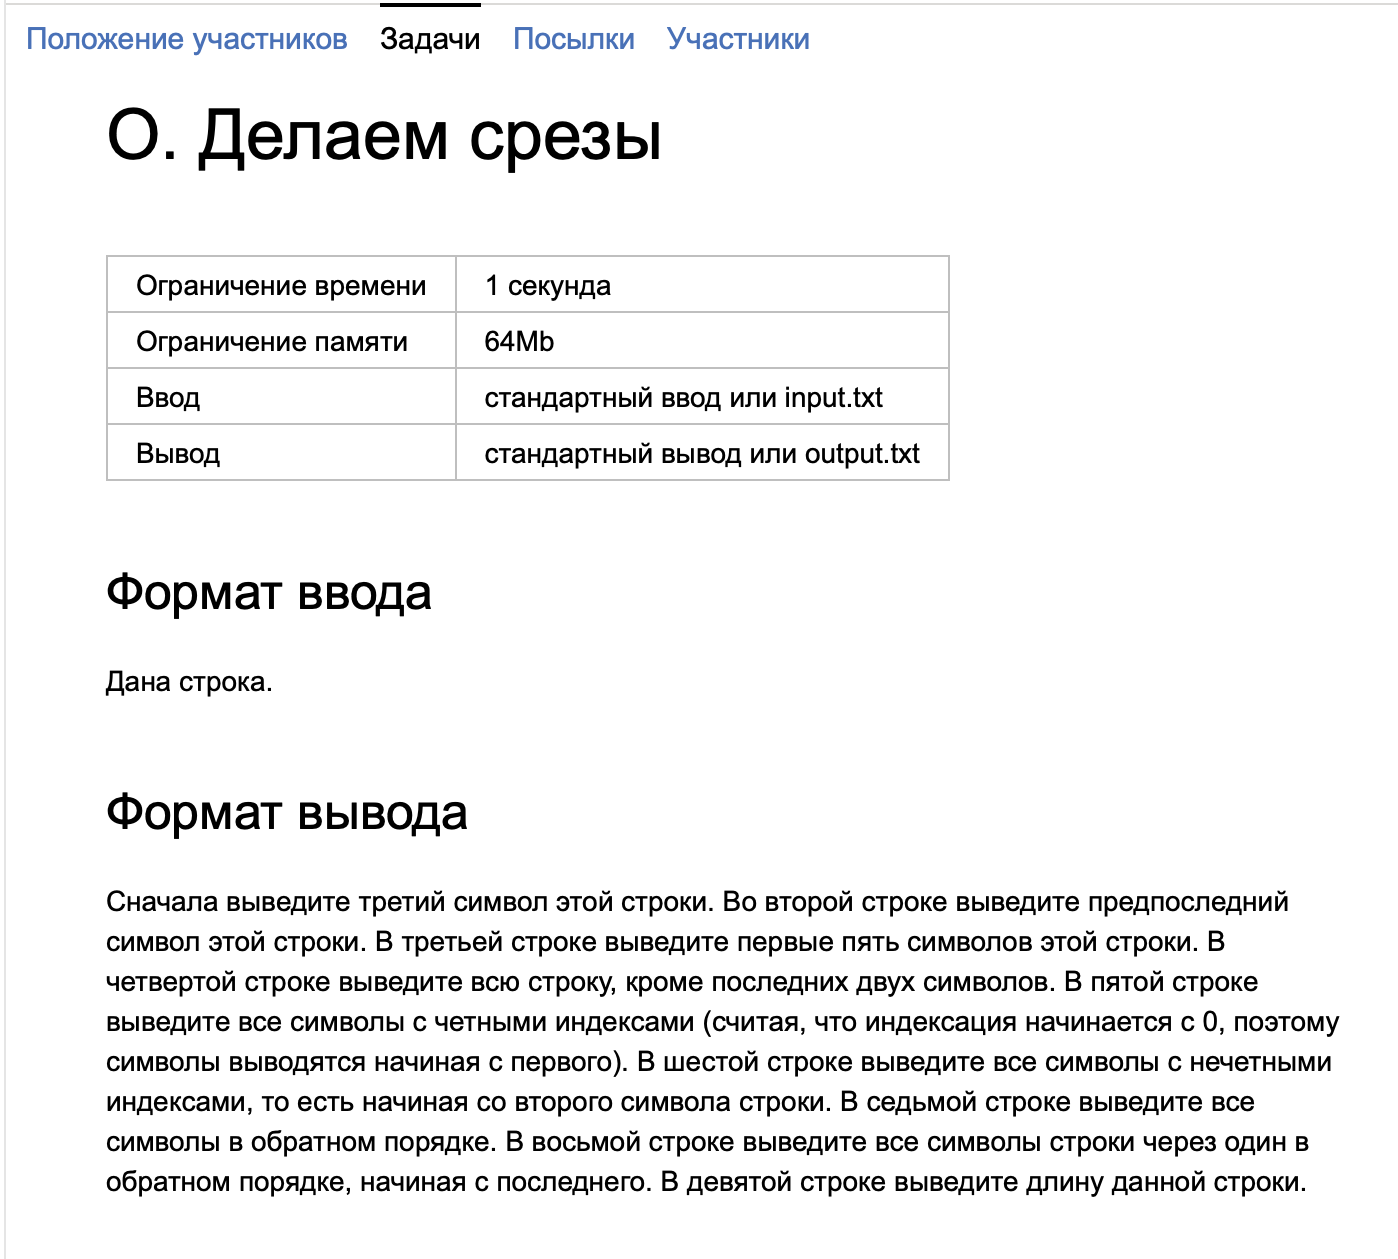 Положение участников Задачи Посылки Участники
О. Делаем срезы
Ограничение времени 1 секунда
Ограничение памяти 64Mb
Ввод стандартный ввод или input.txt
Вывод стандартный вывод или output.txt
Формат ввода
Дана строка.
Формат вывода
Сначала выведите третий символ этой строки. Во второй строке выведите предпоследний
символ этой строки. В третьей строке выведите первые пять символов этой строки. В
четвертой строке выведите всю строку, кроме последних двух символов. В пятой строке
выведите все символы с четными индексами (считая, что индексация начинается с 0, поэтому
символы выводятся начиная с первого). В шестой строке выведите все символы с нечетными
индексами, то есть начиная со второго символа строки. В седьмой строке выведите все
символы в обратном порядке. В восьмой строке выведите все символы строки через один в
обратном порядке, начиная с последнего. В девятой строке выведите длину данной строки.